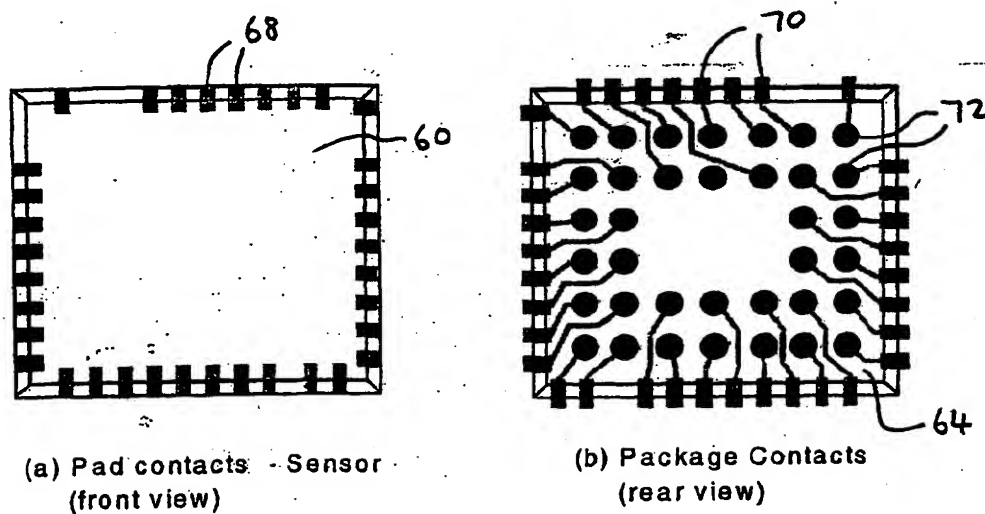 68
70
60
72
64
(a) Pad contacts - Sensor
(front view)
(b) Package Contacts
(rear view)